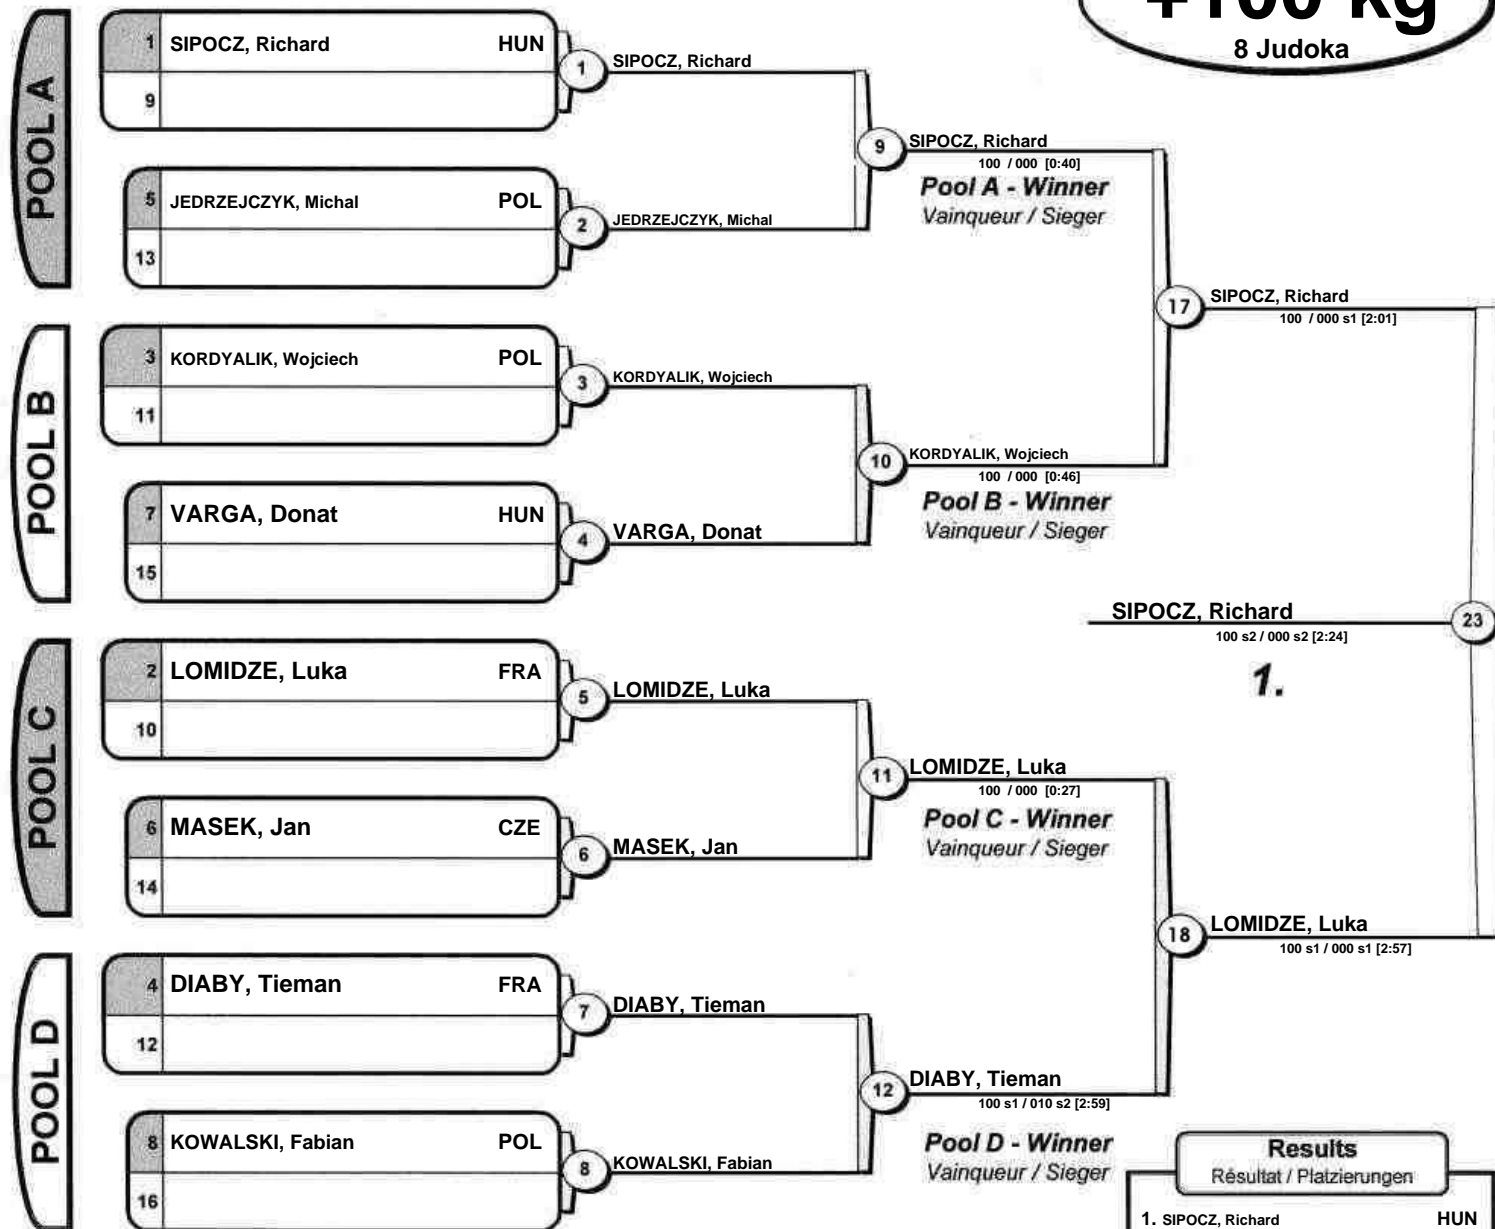 +100 kg
8 Judoka
POOL A
1 SIPOCZ, Richard HUN
9
1
SIPOCZ, Richard
5 JEDRZEJCZYK, Michal POL
13
2
JEDRZEJCZYK, Michal
9
SIPOCZ, Richard
100 / 000 [0:40]
Pool A - Winner
Vainqueur / Sieger
POOL B
3 KORDYALIK, Wojciech POL
11
3
KORDYALIK, Wojciech
7 VARGA, Donat HUN
15
4
VARGA, Donat
10
KORDYALIK, Wojciech
100 / 000 [0:46]
Pool B - Winner
Vainqueur / Sieger
17
SIPOCZ, Richard
100 / 000 s1 [2:01]
SIPOCZ, Richard
23
100 s2 / 000 s2 [2:24]
1.
POOL C
2 LOMIDZE, Luka FRA
10
5
LOMIDZE, Luka
6 MASEK, Jan CZE
14
6
MASEK, Jan
11
LOMIDZE, Luka
100 / 000 [0:27]
Pool C - Winner
Vainqueur / Sieger
POOL D
4 DIABY, Tieman FRA
12
7
DIABY, Tieman
8 KOWALSKI, Fabian POL
16
8
KOWALSKI, Fabian
12
DIABY, Tieman
100 s1 / 010 s2 [2:59]
Pool D - Winner
Vainqueur / Sieger
18
LOMIDZE, Luka
100 s1 / 000 s1 [2:57]
Results
Résultat / Platzierungen
1. SIPOCZ, Richard HUN